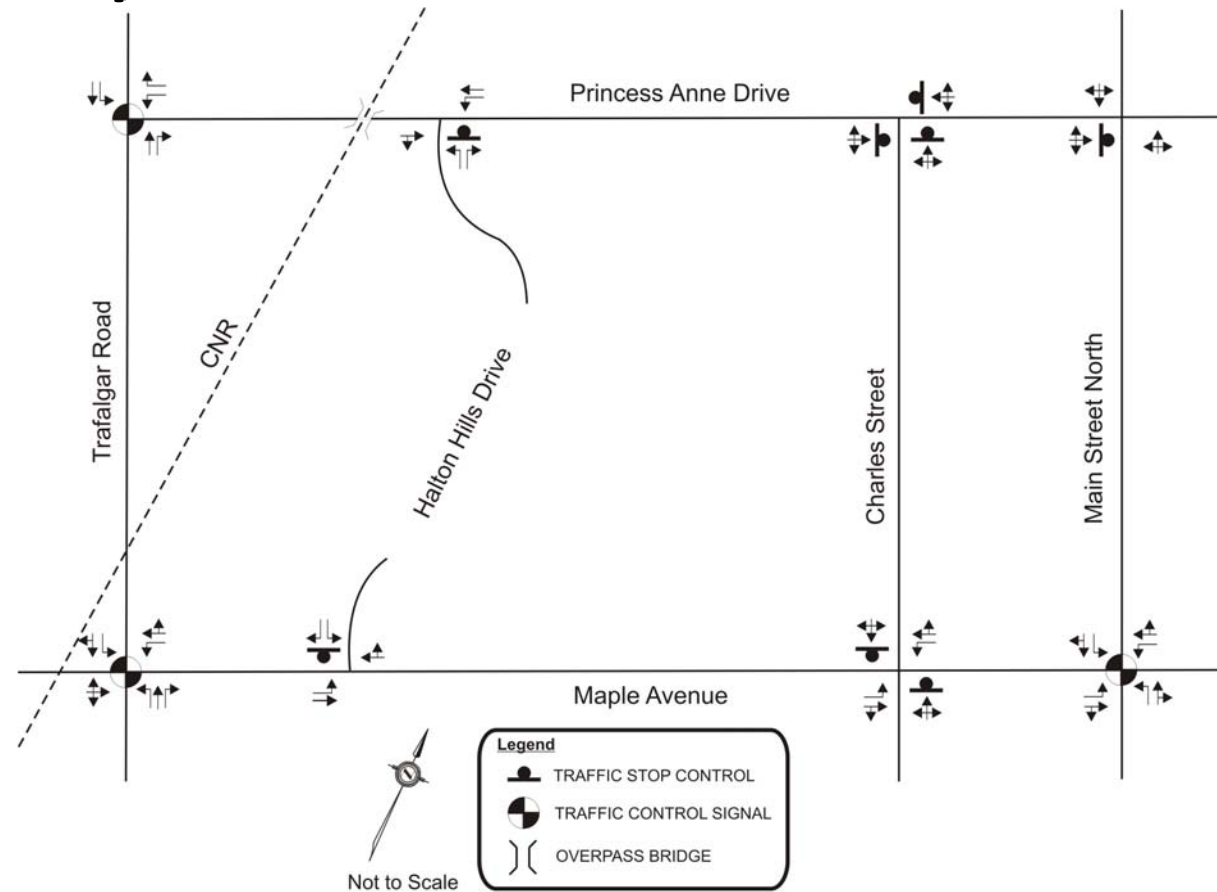 Princess Anne Drive
Trafalgar Road
CNR
Halton Hills Drive
Charles Street
Main Street North
Maple Avenue
Legend
TRAFFIC STOP CONTROL
TRAFFIC CONTROL SIGNAL
OVERPASS BRIDGE
Not to Scale